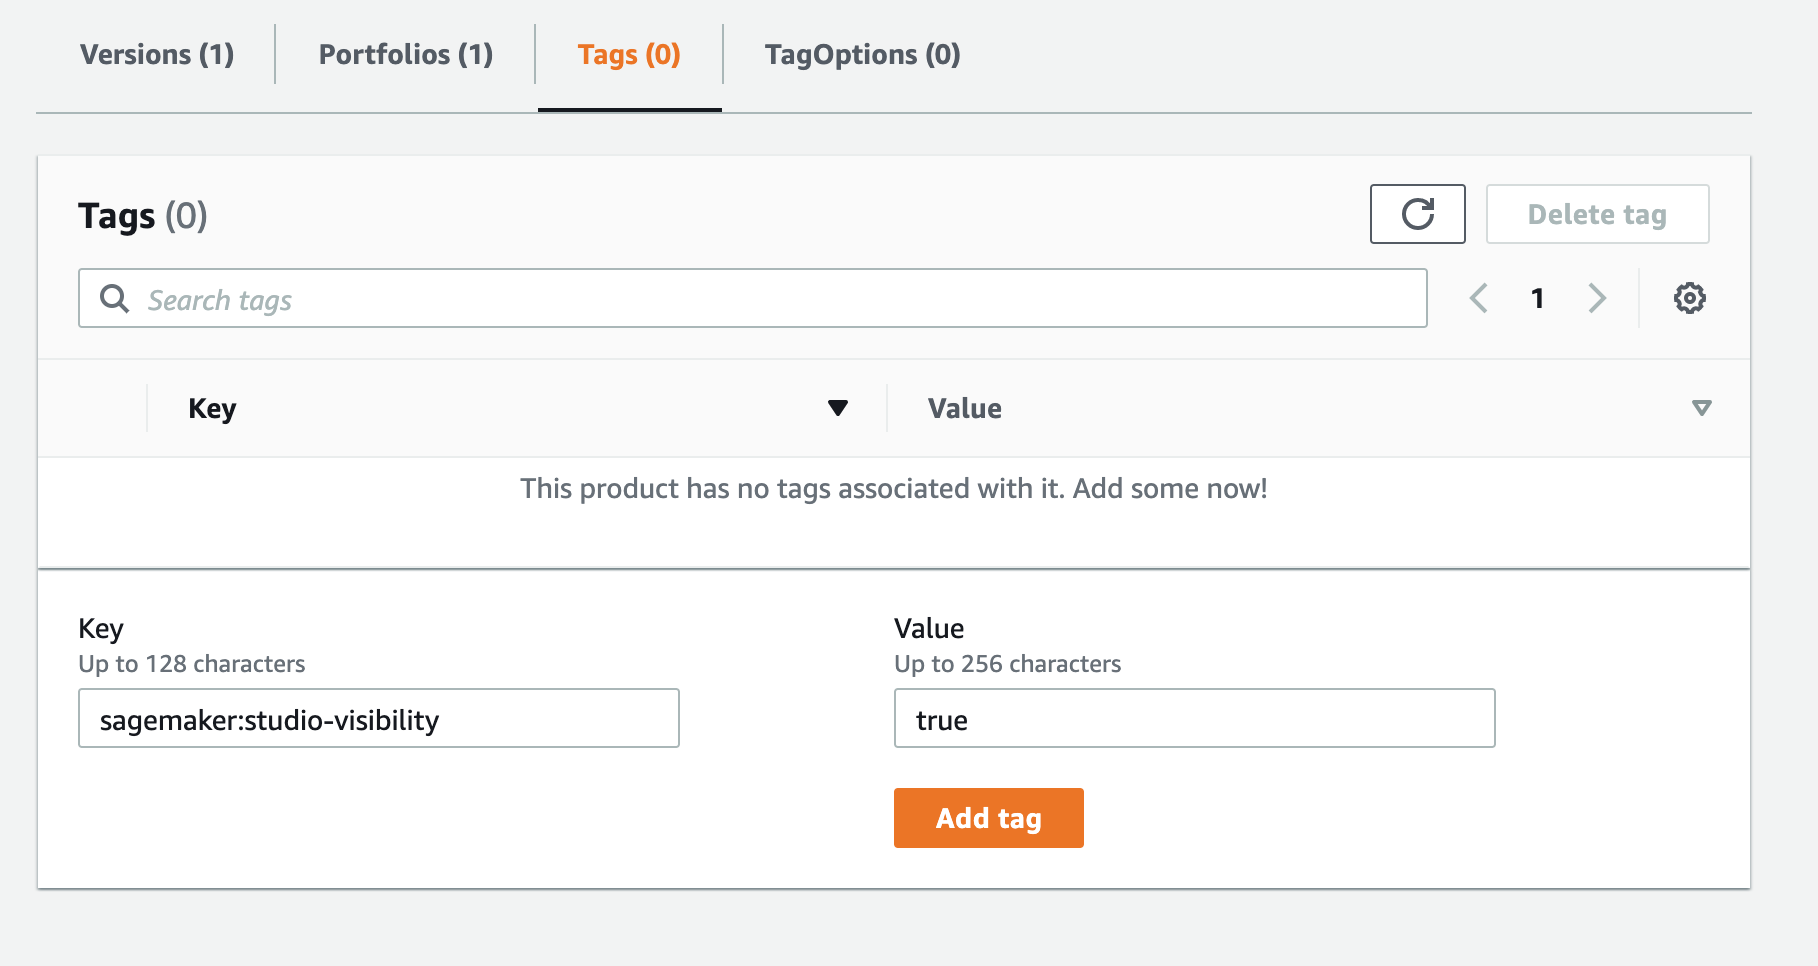 Versions (1) Portfolios (1) Tags (0) TagOptions (0)
Tags (0) Delete tag
Search tags 1
Key Value
This product has no tags associated with it. Add some now!
Key Value
Up to 128 characters Up to 256 characters
sagemaker:studio-visibility true
Add tag